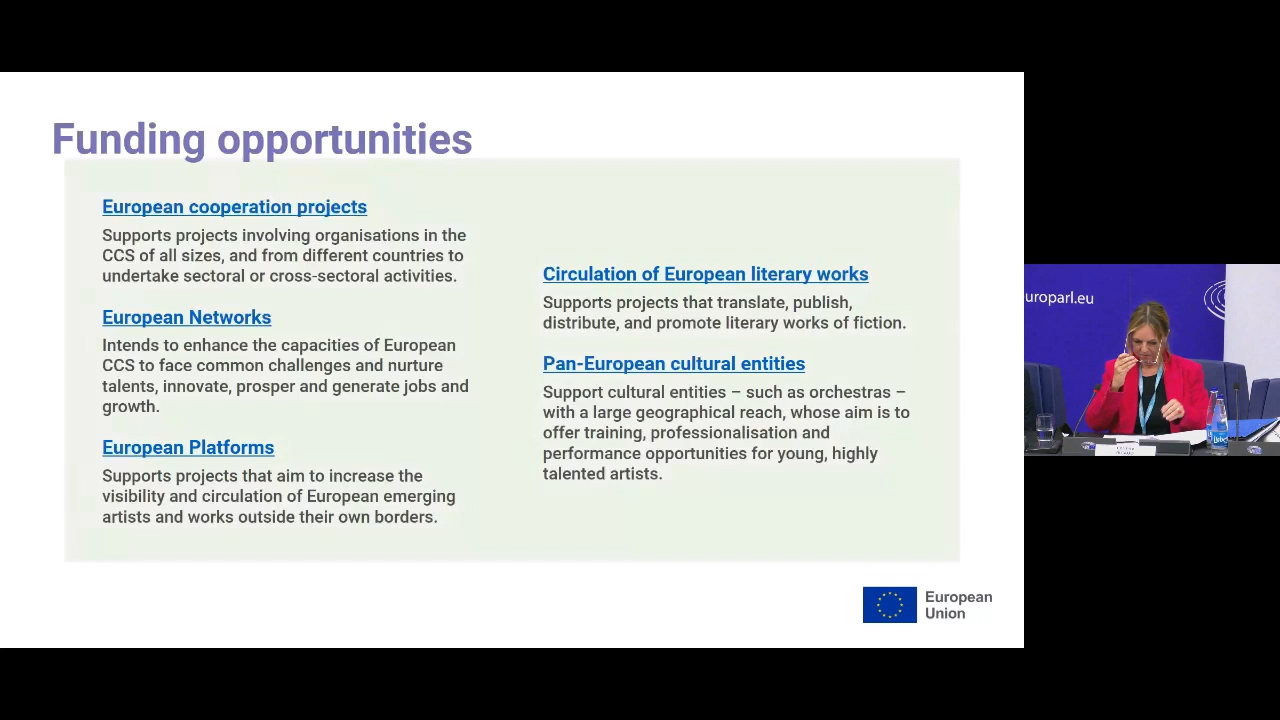 Funding opportunities
European cooperation projects
Supports projects involving organisations in the
CCS of all sizes, and from different countries to
undertake sectoral or cross-sectoral activities.
European Networks
Intends to enhance the capacities of European
CCS to face common challenges and nurture
talents, innovate, prosper and generate jobs and
growth.
European Platforms
Supports projects that aim to increase the
visibility and circulation of European emerging
artists and works outside their own borders.
Circulation of European literary works
Supports projects that translate, publish,
distribute, and promote literary works of fiction.
Pan-European cultural entities
Support cultural entities – such as orchestras –
with a large geographical reach, whose aim is to
offer training, professionalisation and
performance opportunities for young, highly
talented artists.
European
Union
uroparl.eu